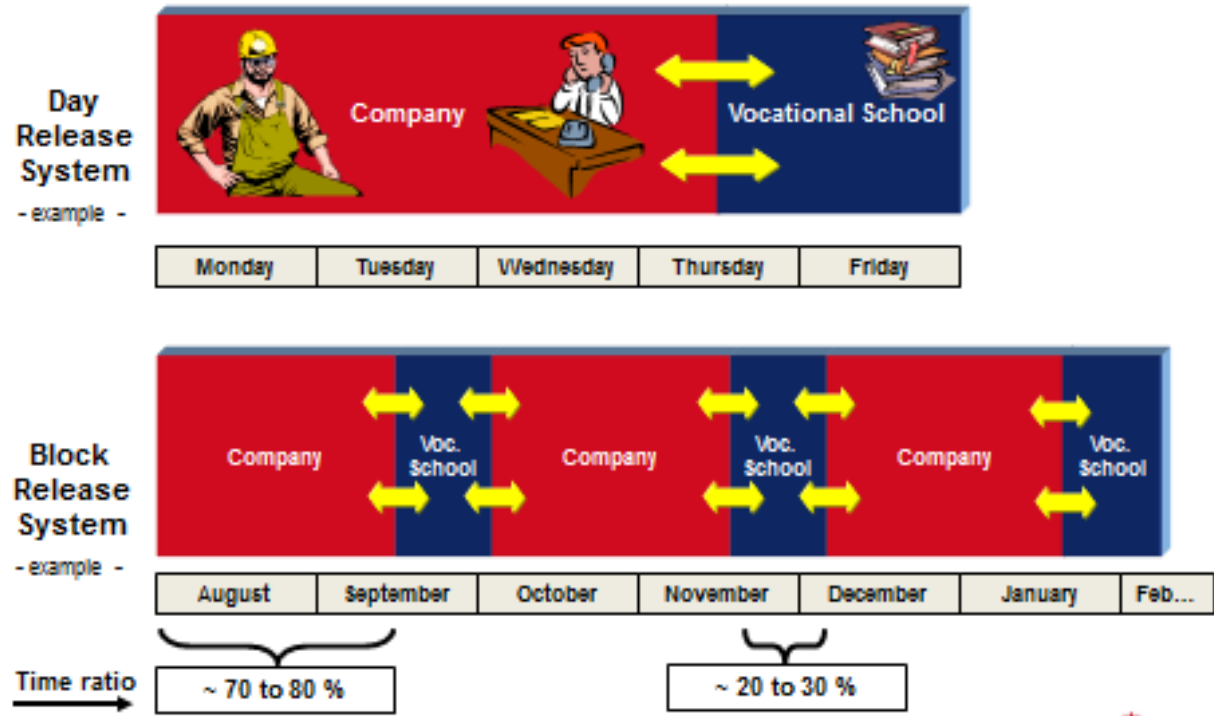 Day
Release
System
- example -
Company
Vocational School
Monday Tuesday Wednesday Thursday Friday
Block
Release
System
- example -
Company
Voc.
School
Company
Voc.
School
Company
Voc.
School
August September October November December January Feb...
Time ratio
~ 70 to 80 %
~ 20 to 30 %